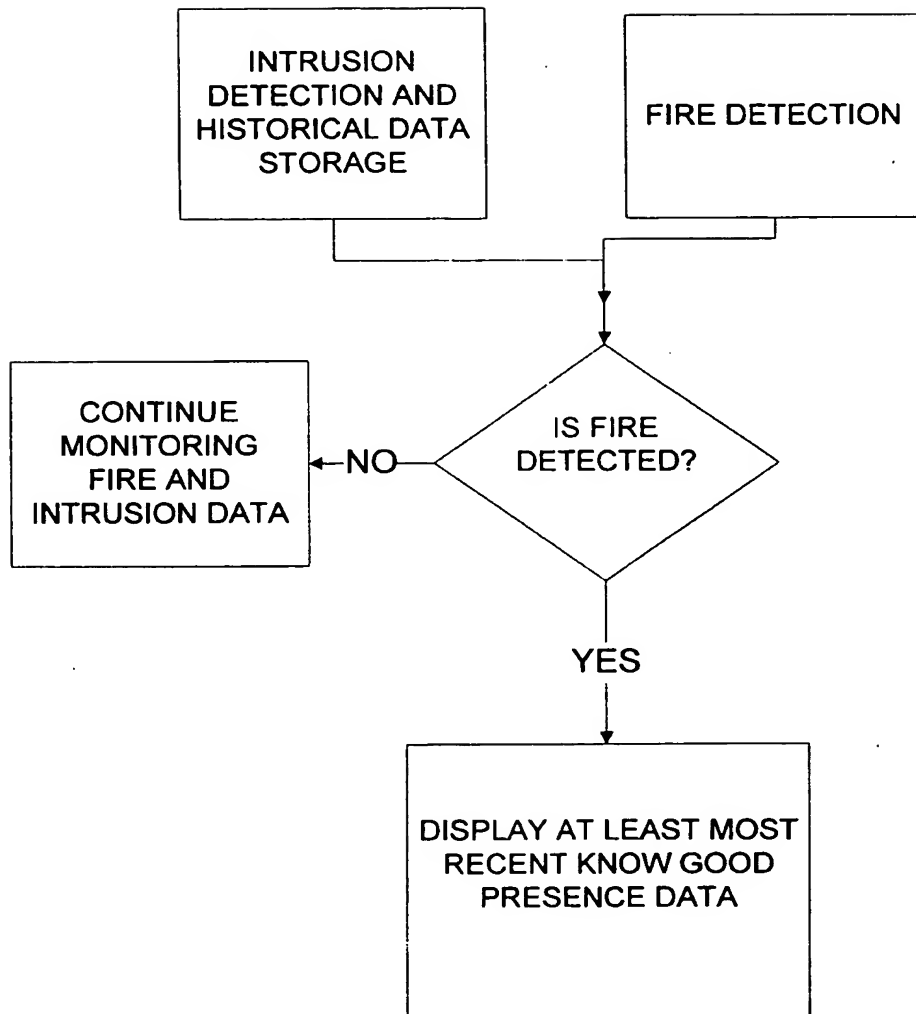 INTRUSION
DETECTION AND
HISTORICAL DATA
STORAGE
FIRE DETECTION
IS FIRE
DETECTED?
CONTINUE
MONITORING
FIRE AND
INTRUSION DATA
NO
YES
DISPLAY AT LEAST MOST
RECENT KNOW GOOD
PRESENCE DATA